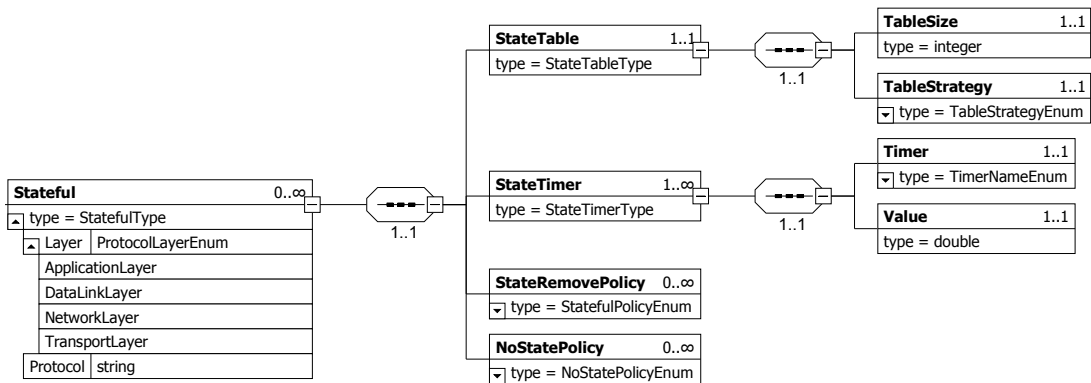 Stateful 0..∞
type = StatefulType
Layer ProtocolLayerEnum
ApplicationLayer
DataLinkLayer
NetworkLayer
TransportLayer
Protocol string
1..1
StateTable 1..1
type = StateTableType
1..1
TableSize 1..1
type = integer
TableStrategy 1..1
type = TableStrategyEnum
StateTimer 1..∞
type = StateTimerType
1..1
Timer 1..1
type = TimerNameEnum
Value 1..1
type = double
StateRemovePolicy 0..∞
type = StatefulPolicyEnum
NoStatePolicy 0..∞
type = NoStatePolicyEnum